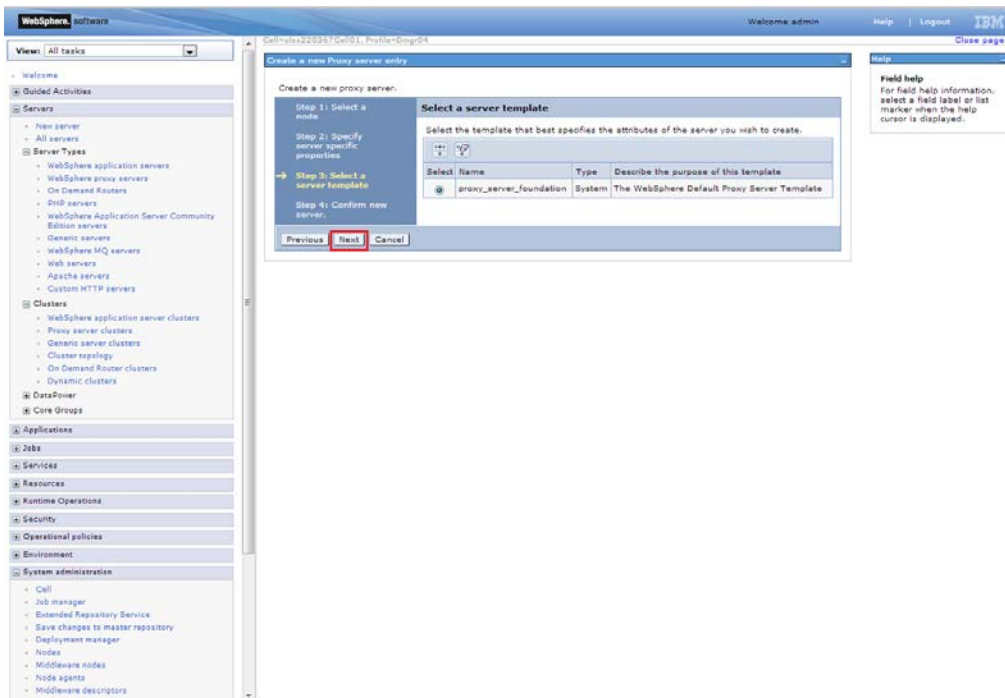 WebSphere. software
Welcome admin
Help | Logout
IBM
View: All tasks
Welcome
Guided Activities
Servers
New server
All servers
Server Types
WebSphere application servers
WebSphere proxy servers
On Demand Routers
PHP servers
WebSphere Application Server Community
Edition servers
Generic servers
WebSphere MQ servers
Web servers
Apache servers
Custom HTTP servers
Clusters
WebSphere application server clusters
Proxy server clusters
Generic server clusters
Cluster topology
On Demand Router clusters
Dynamic clusters
DataPower
Core Groups
Applications
Jobs
Services
Resources
Runtime Operations
Security
Operational policies
Environment
System administration
Cell
Job manager
Extended Repository Service
Save changes to master repository
Deployment manager
Nodes
Middleware nodes
Node agents
Middleware descriptors
Profile=Dmgr04
Close page
Create a new Proxy server entry
Create a new proxy server.
Step 1: Select a
node
Step 2: Specify
server specific
properties
Step 3: Select a
server template
Step 4: Confirm new
server.
Select a server template
Select the template that best specifies the attributes of the server you wish to create.
Select Name Type Describe the purpose of this template
proxy_server_foundation System The WebSphere Default Proxy Server Template
Previous Next Cancel
Help
Field help
For field help information,
select a field label or list
marker when the help
cursor is displayed.